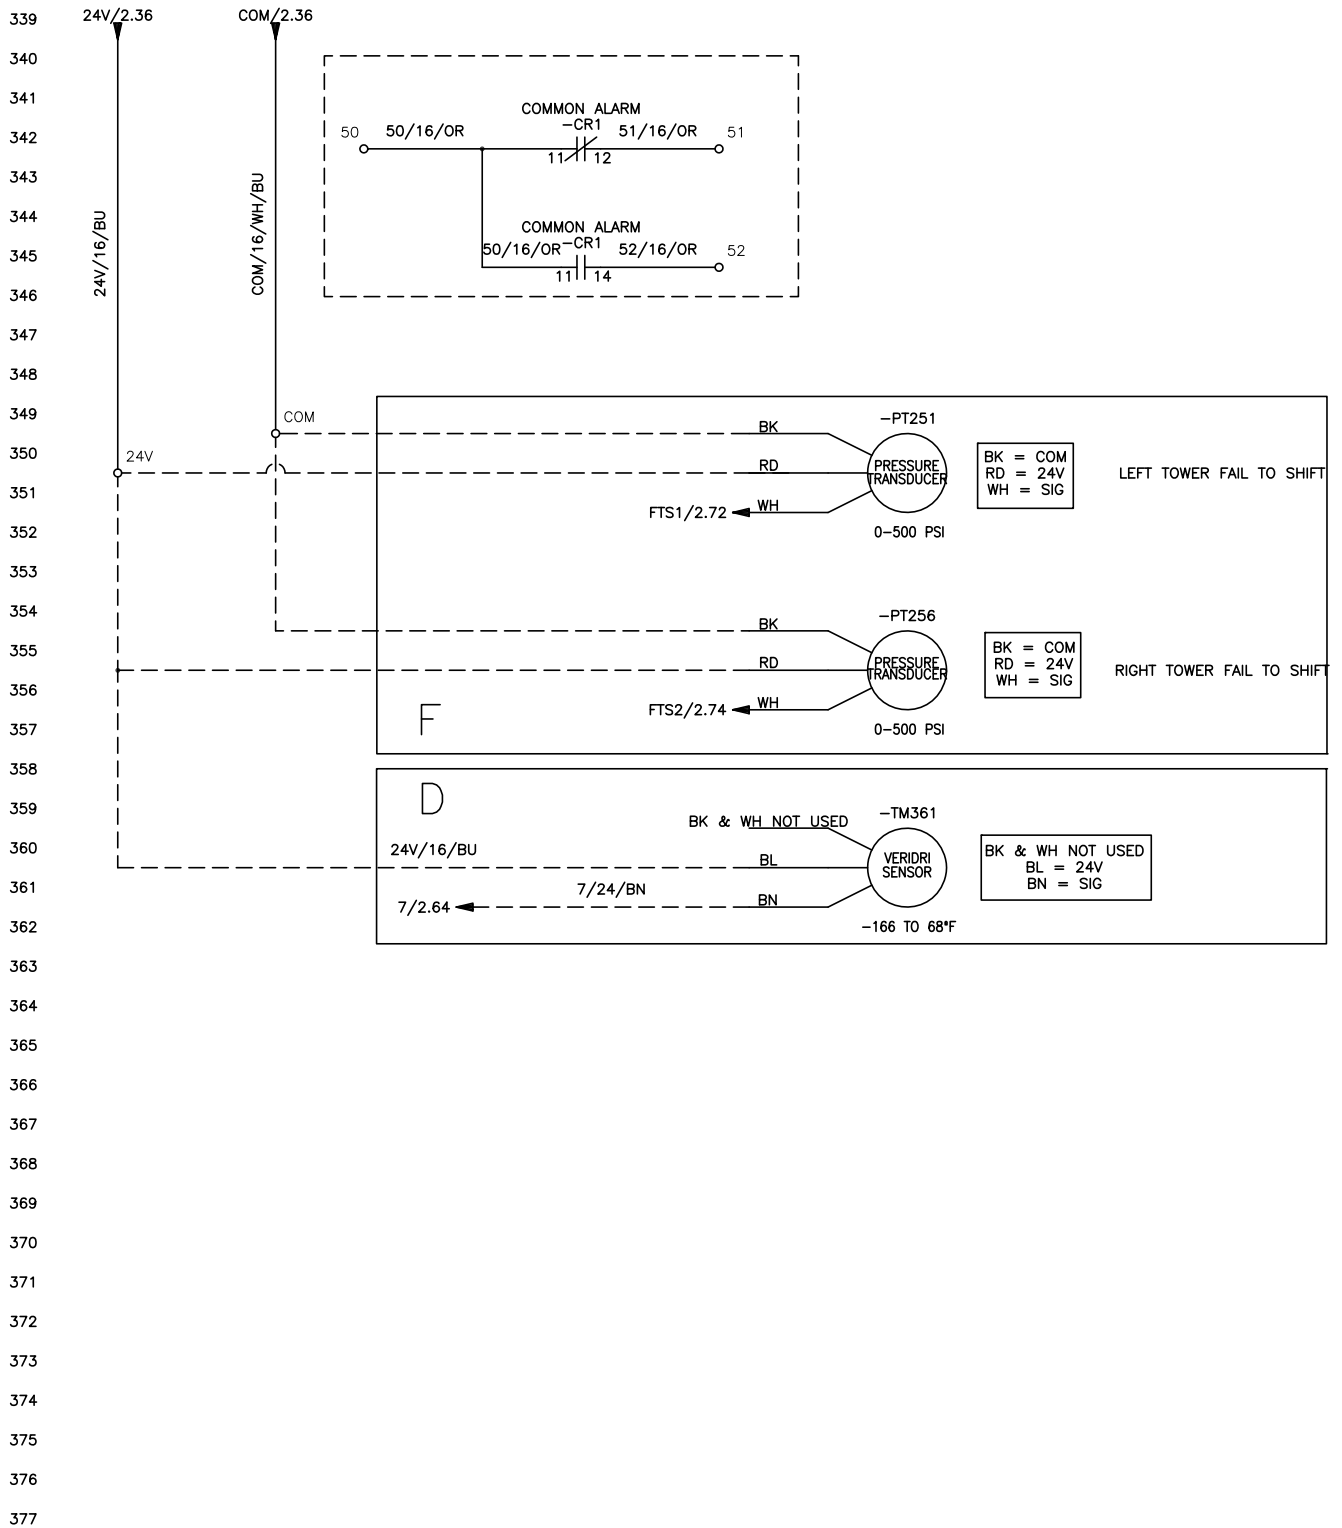 339 24V/2.36 COM/2.36
340
341 COMMON ALARM
-CR1
342 50 50/16/OR 51/16/OR 51
11 12
343
24V/16/BU COM/16/WH/BU
344 COMMON ALARM
-CR1
345 50/16/OR 52/16/OR 52
11 14
346
347
348
349 COM BK -PT251
350 24V RD PRESSURE TRANSDUCER BK = COM
RD = 24V LEFT TOWER FAIL TO SHIFT
WH = SIG
351 FTS1/2.72 WH
352 0-500 PSI
353
354 BK -PT256
355 RD PRESSURE TRANSDUCER BK = COM
RD = 24V RIGHT TOWER FAIL TO SHIFT
WH = SIG
356 FTS2/2.74 WH
357 F 0-500 PSI
358
D
359 BK & WH NOT USED -TM361
360 24V/16/BU BL VERIDRI SENSOR BK & WH NOT USED
BL = 24V
BN = SIG
361 7/2.64 7/24/BN BN
362 -166 TO 68°F
363
364
365
366
367
368
369
370
371
372
373
374
375
376
377